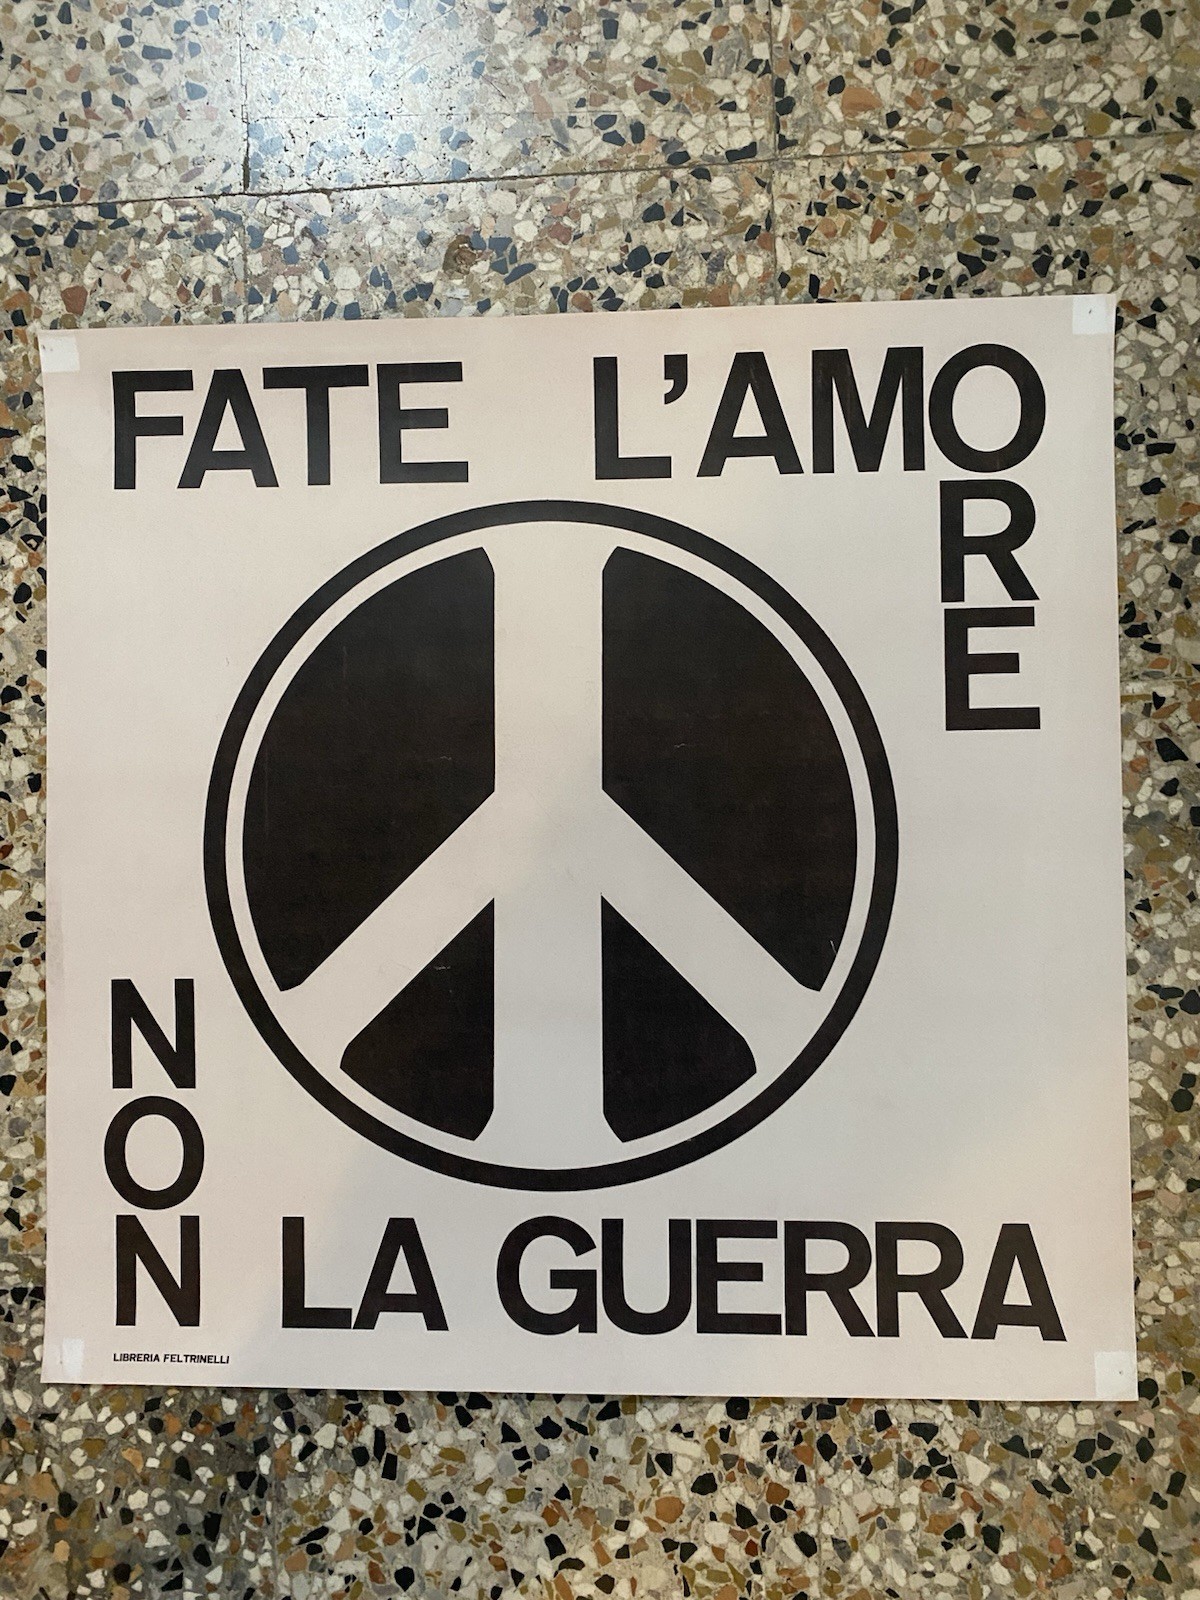 FATE L'AMORE
NON LA GUERRA
LIBRERIA FELTRINELLI